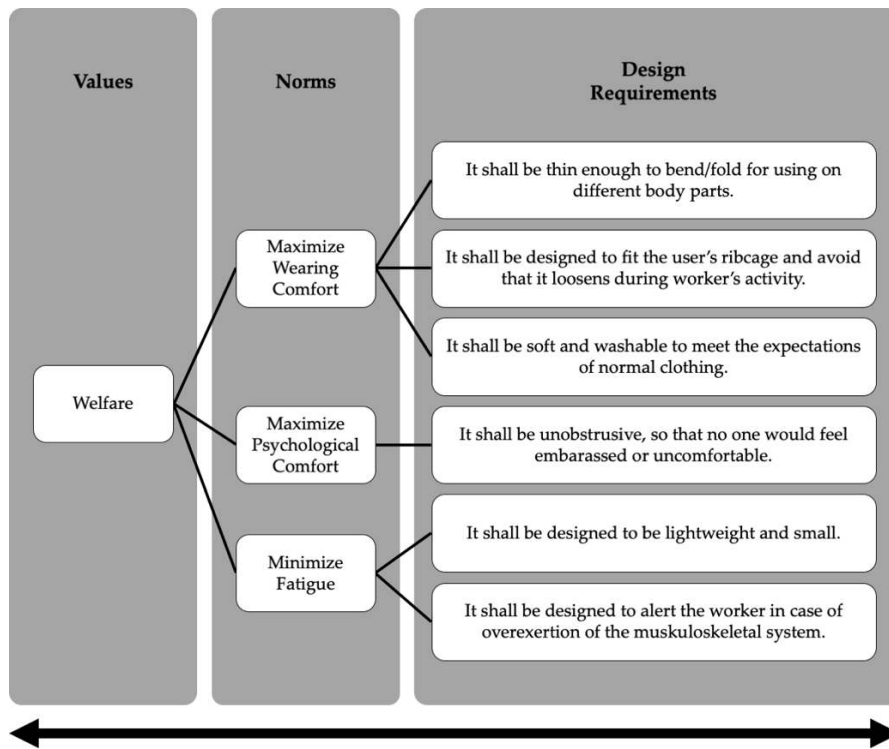 Values
Norms
Design
Requirements
It shall be thin enough to bend/fold for using on
different body parts.
Maximize
Wearing
Comfort
It shall be designed to fit the user's ribcage and avoid
that it loosens during worker's activity.
It shall be soft and washable to meet the expectations
of normal clothing.
Welfare
Maximize
Psychological
Comfort
It shall be unobstrusive, so that no one would feel
embarassed or uncomfortable.
Minimize
Fatigue
It shall be designed to be lightweight and small.
It shall be designed to alert the worker in case of
overexertion of the muskuloskeletal system.